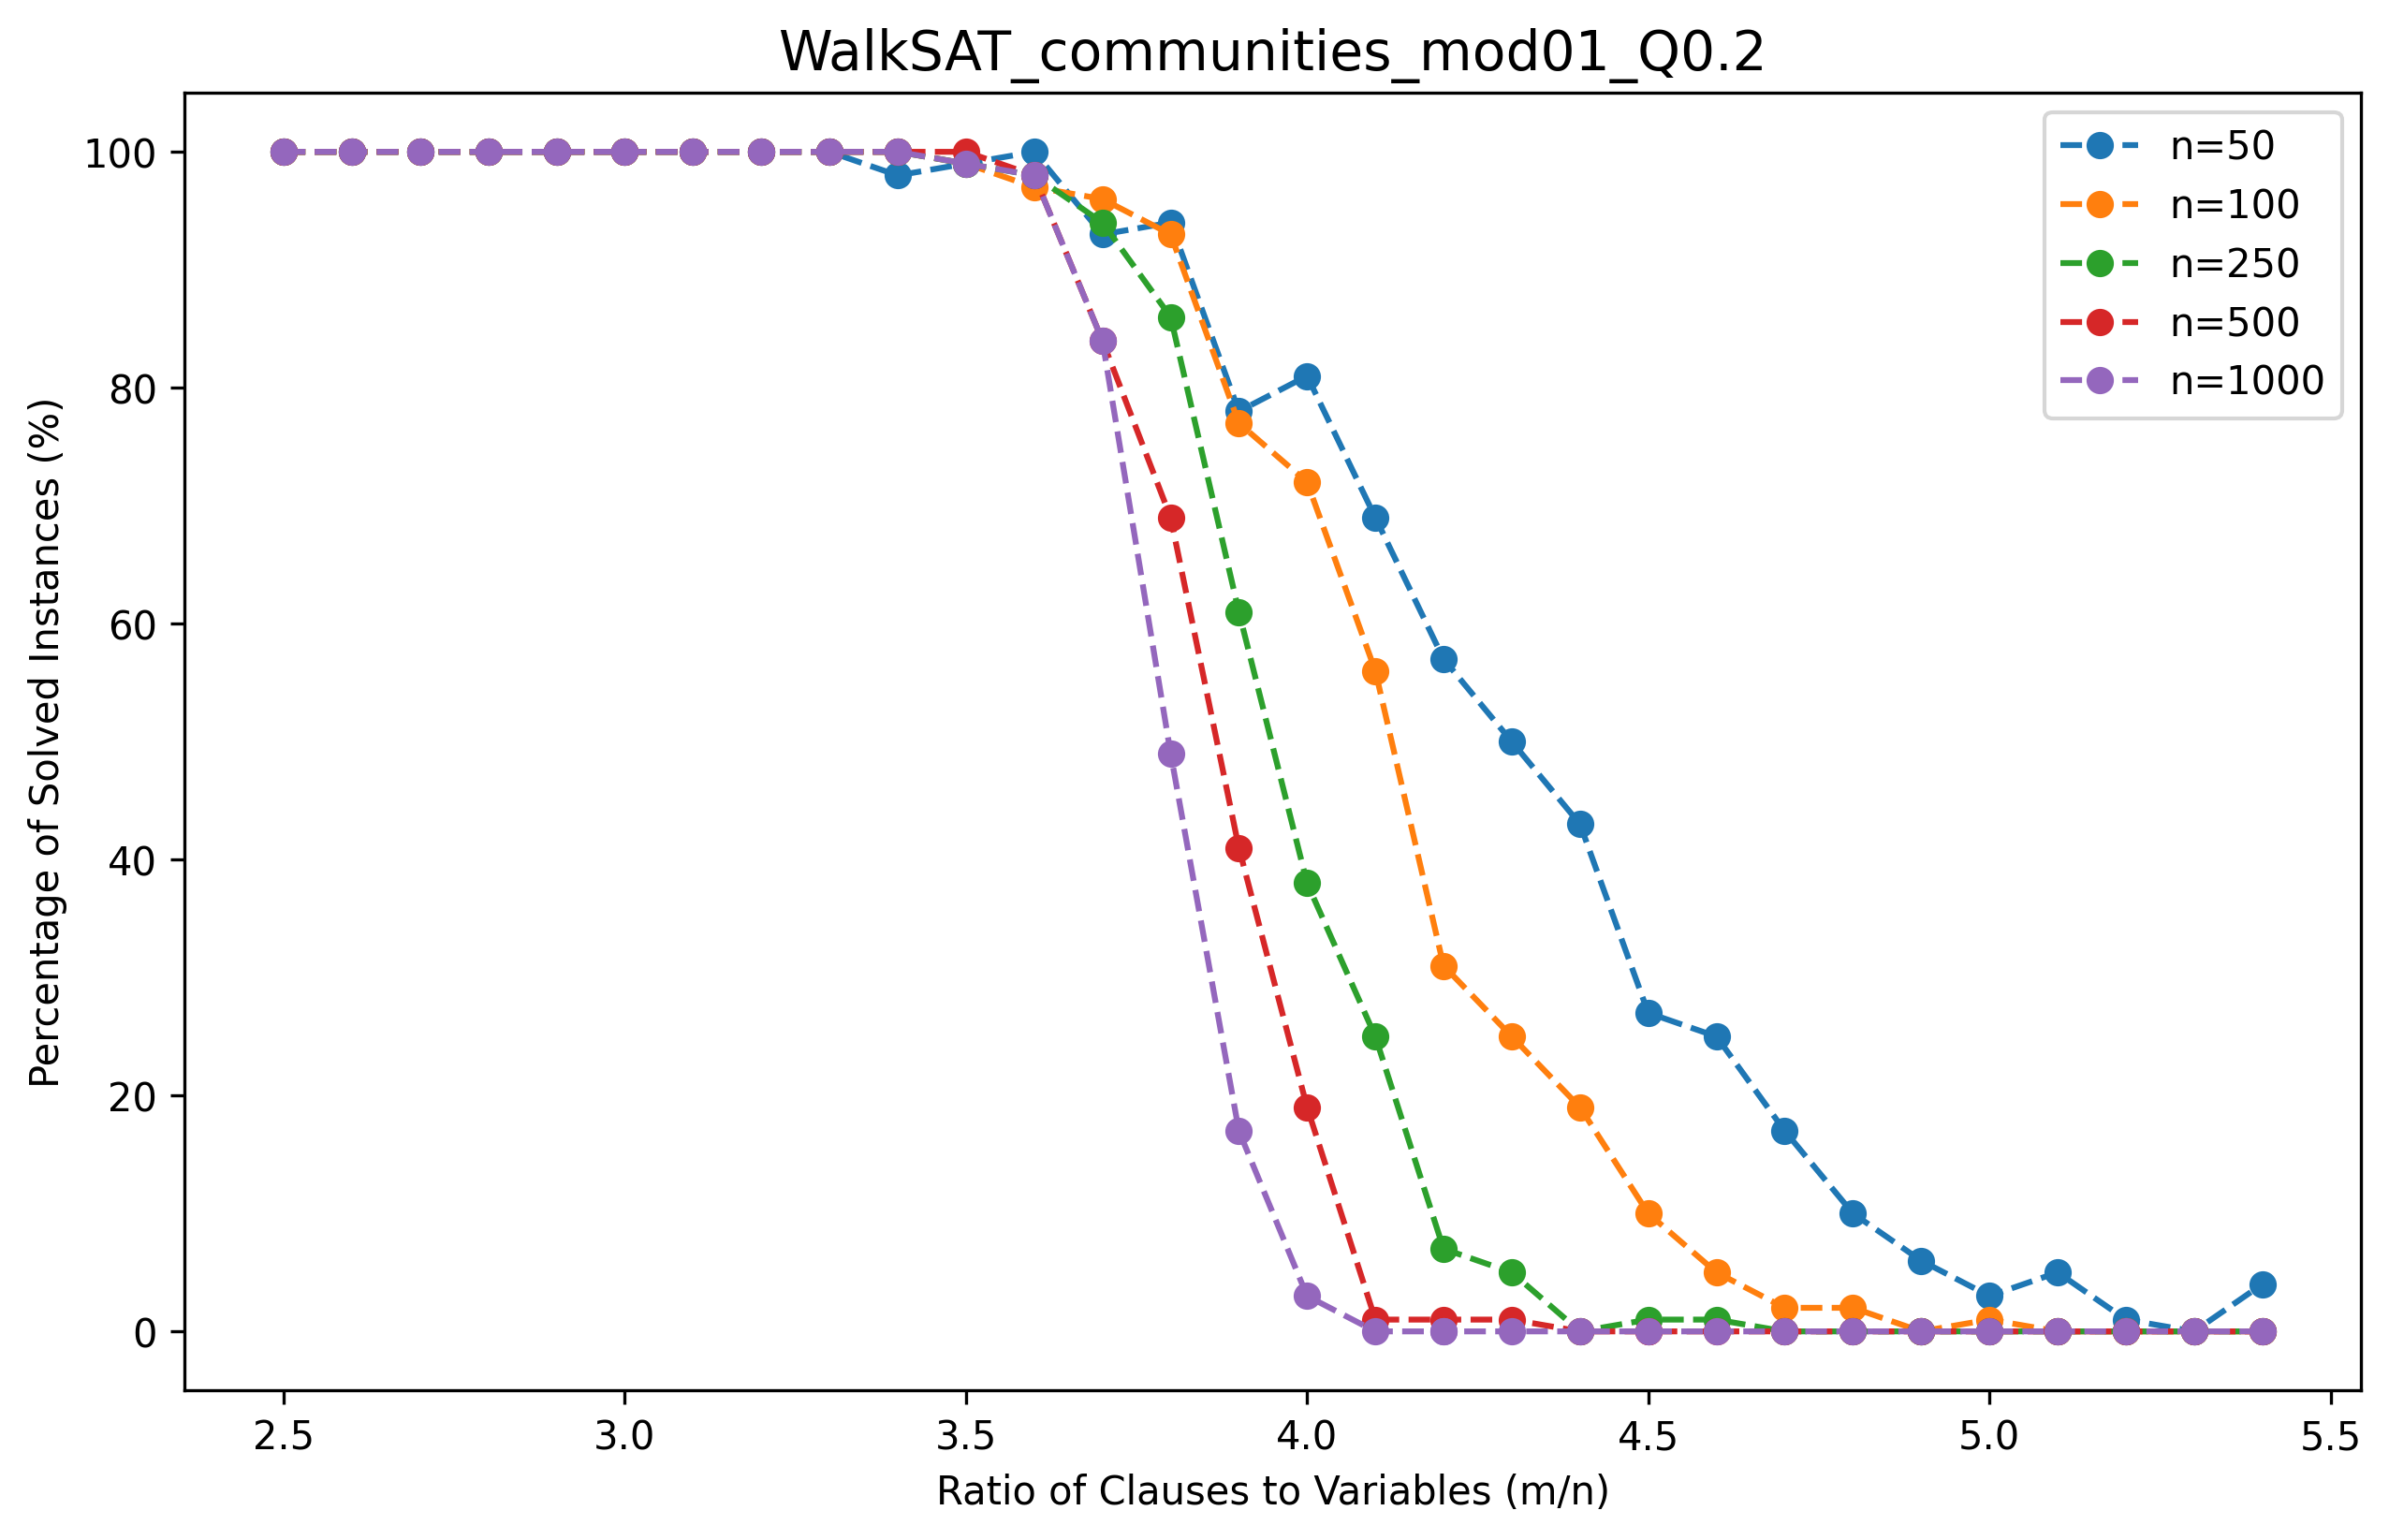 WalkSAT_communities_mod01_Q0.2
Percentage of Solved Instances (%)
100
80
60
40
20
0
n=50
n=100
n=250
n=500
n=1000
2.5 3.0 3.5 4.0 4.5 5.0 5.5
Ratio of Clauses to Variables (m/n)